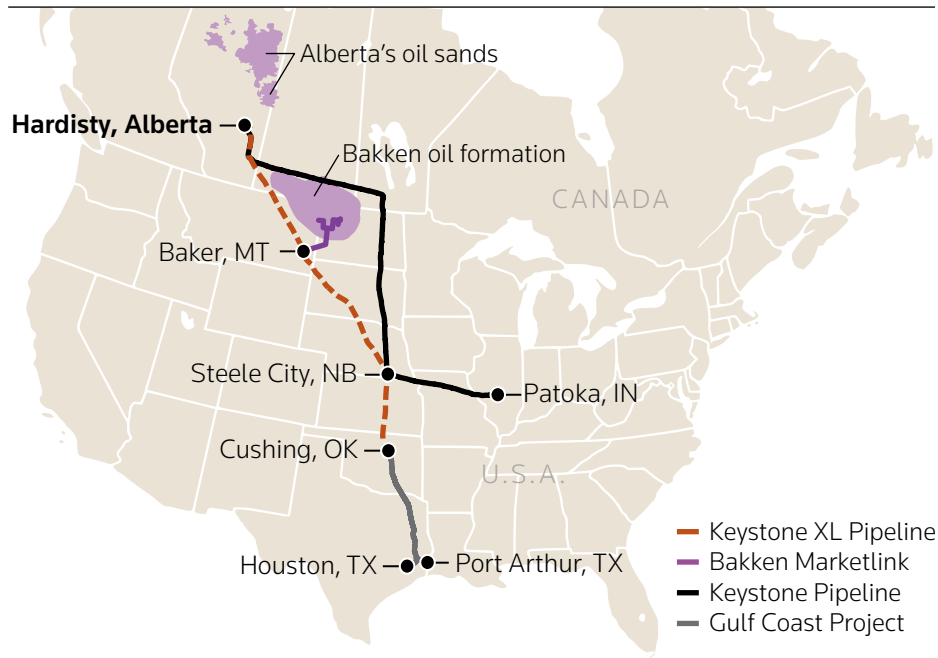 Alberta's oil sands
Hardisty, Alberta
Bakken oil formation
CANADA
Baker, MT
Steele City, NB
Patoka, IN
Cushing, OK
U.S.A.
Houston, TX
Port Arthur, TX
Keystone XL Pipeline
Bakken Marketlink
Keystone Pipeline
Gulf Coast Project